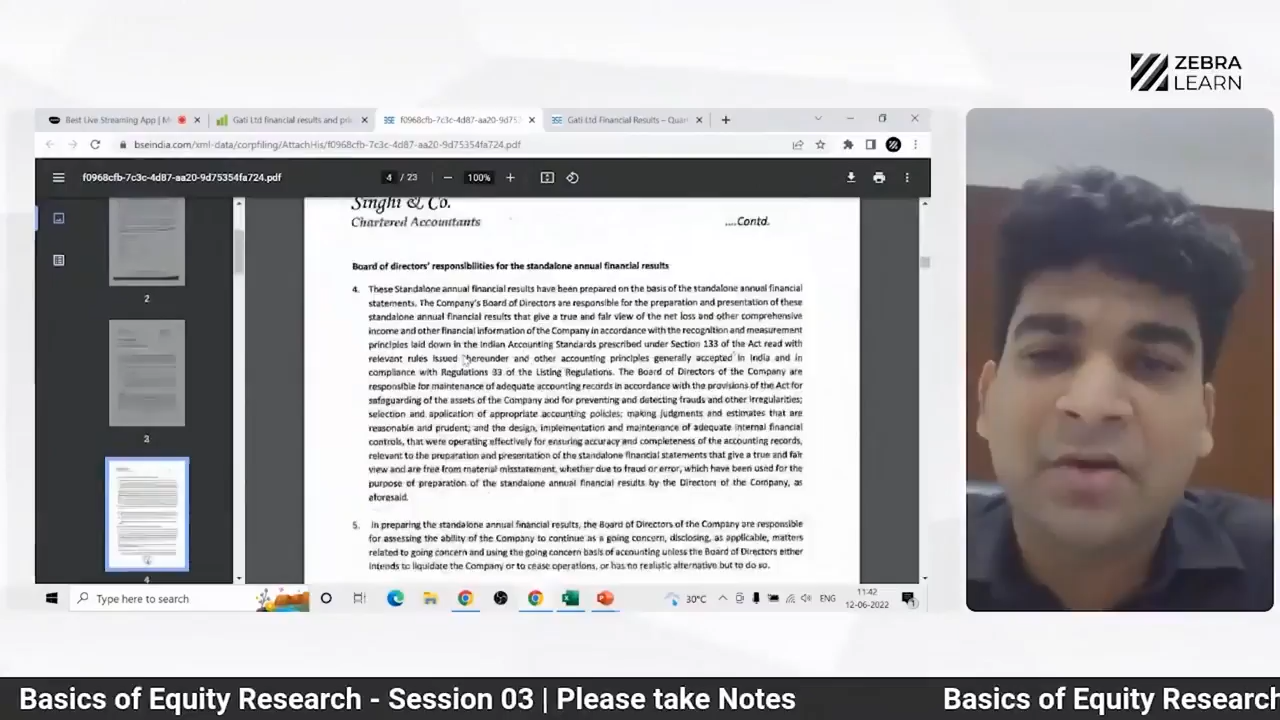 ZEBRA
LEARN
Best Live Streaming App | M
Gati Ltd financial results and pri
f0968cfb-7c3c-4d87-aa20-9d752
Gati Ltd Financial Results – Quar
bseindia.com/xml-data/corpfiling/AttachHis/f0968cfb-7c3c-4d87-aa20-9d75354fa724.pdf
f0968cfb-7c3c-4d87-aa20-9d75354fa724.pdf
4 / 23
100%
2
3
4
Singhi & Co.
Chartered Accountants
....Contd.
Board of directors' responsibilities for the standalone annual financial results
4. These Standalone annual financial results have been prepared on the basis of the standalone annual financial
statements. The Company's Board of Directors are responsible for the preparation and presentation of these
standalone annual financial results that give a true and fair view of the net loss and other comprehensive
income and other financial information of the Company in accordance with the recognition and measurement
principles laid down in the Indian Accounting Standards prescribed under Section 133 of the Act read with
relevant rules issued thereunder and other accounting principles generally accepted in India and in
compliance with Regulations 33 of the Listing Regulations. The Board of Directors of the Company are
responsible for maintenance of adequate accounting records in accordance with the provisions of the Act for
safeguarding of the assets of the Company and for preventing and detecting frauds and other irregularities;
selection and application of appropriate accounting policies; making judgments and estimates that are
reasonable and prudent; and the design, implementation and maintenance of adequate internal financial
controls, that were operating effectively for ensuring accuracy and completeness of the accounting records,
relevant to the preparation and presentation of the standalone financial statements that give a true and fair
view and are free from material misstatement, whether due to fraud or error, which have been used for the
purpose of preparation of the standalone annual financial results by the Directors of the Company, as
aforesaid.
5. In preparing the standalone annual financial results, the Board of Directors of the Company are responsible
for assessing the ability of the Company to continue as a going concern, disclosing, as applicable, matters
related to going concern and using the going concern basis of accounting unless the Board of Directors either
intends to liquidate the Company or to cease operations, or has no realistic alternative but to do so.
Type here to search
30°C
ENG
11:42
12-06-2022
Basics of Equity Research - Session 03 | Please take Notes
Basics of Equity Research